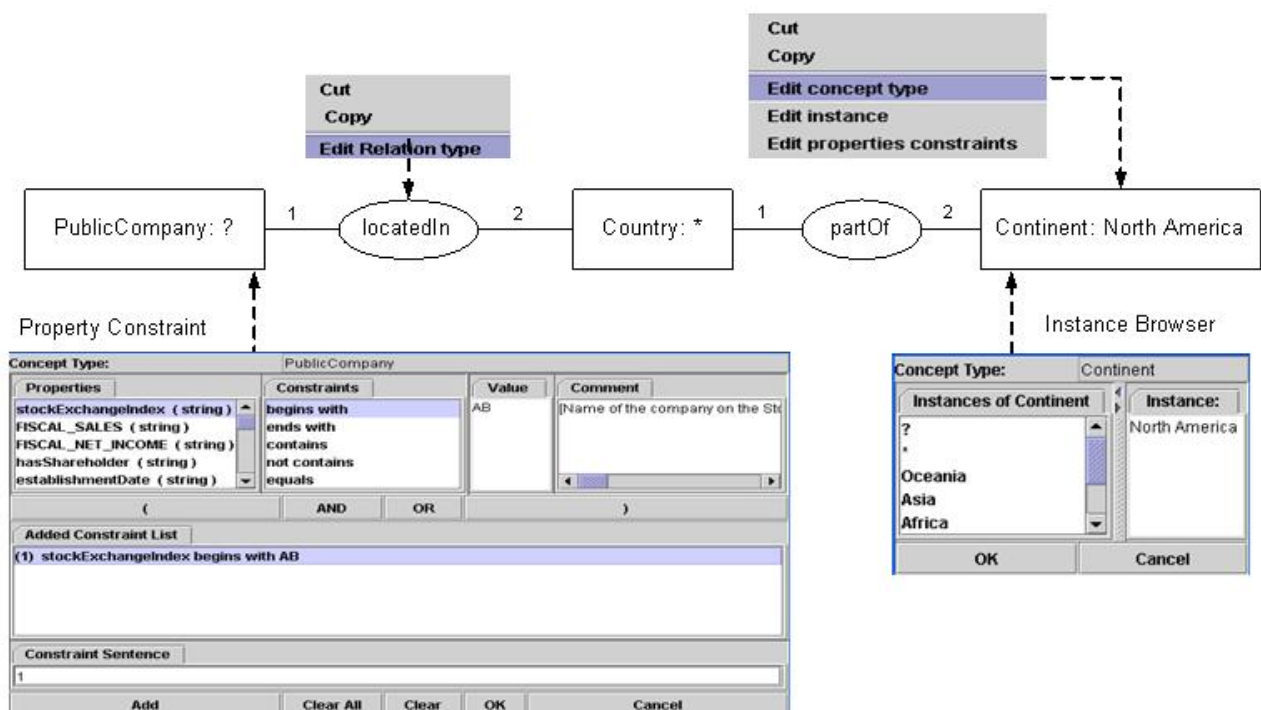 Cut
Copy
Edit Relation type
Cut
Copy
Edit concept type
Edit instance
Edit properties constraints
PublicCompany: ?
1
locatedIn
2
Country: *
1
partOf
2
Continent: North America
Property Constraint
Concept Type: PublicCompany
Properties Constraints Value Comment
stockExchangeIndex ( string ) begins with AB [Name of the company on the Sto
FISCAL_SALES ( string ) ends with
FISCAL_NET_INCOME ( string ) contains
hasShareholder ( string ) not contains
establishmentDate ( string ) equals
( AND OR )
Added Constraint List
(1) stockExchangeIndex begins with AB
Constraint Sentence
1
Add Clear All Clear OK Cancel
Instance Browser
Concept Type: Continent
Instances of Continent Instance:
? North America
*
Oceania
Asia
Africa
OK Cancel